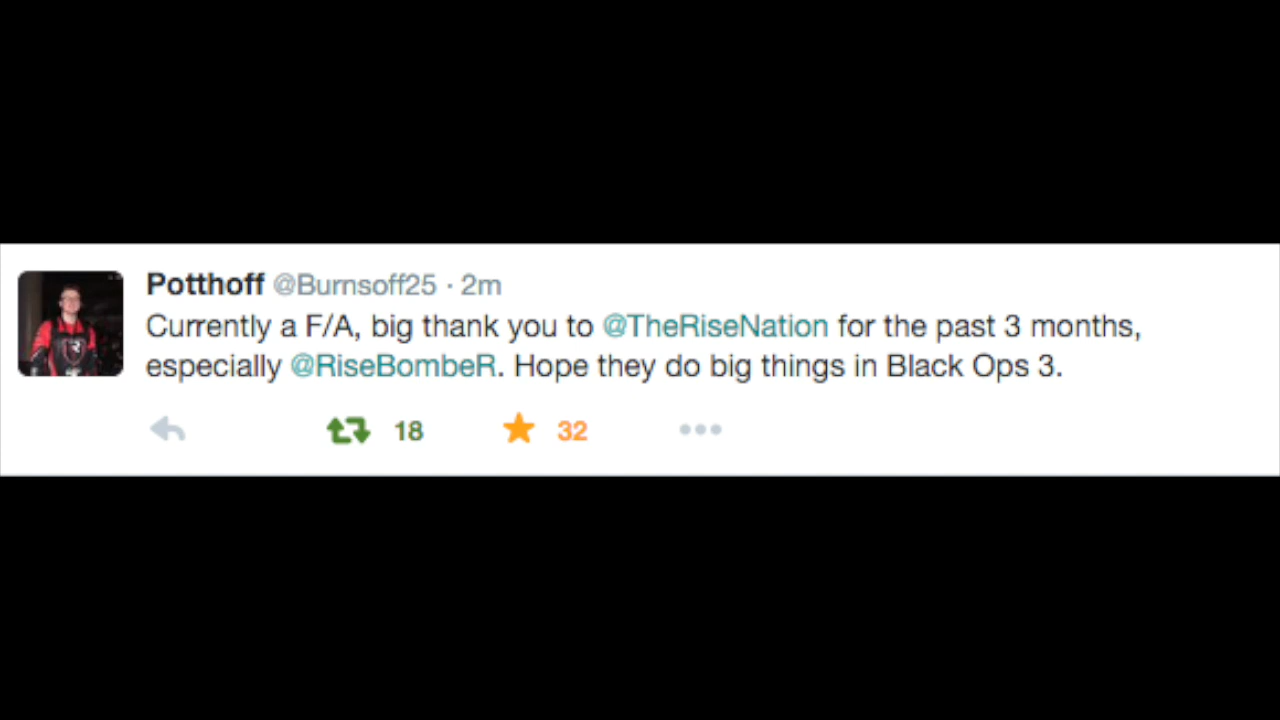 Potthoff @Burnsoff25 · 2m
Currently a F/A, big thank you to @TheRiseNation for the past 3 months,
especially @RiseBombeR. Hope they do big things in Black Ops 3.
18 32